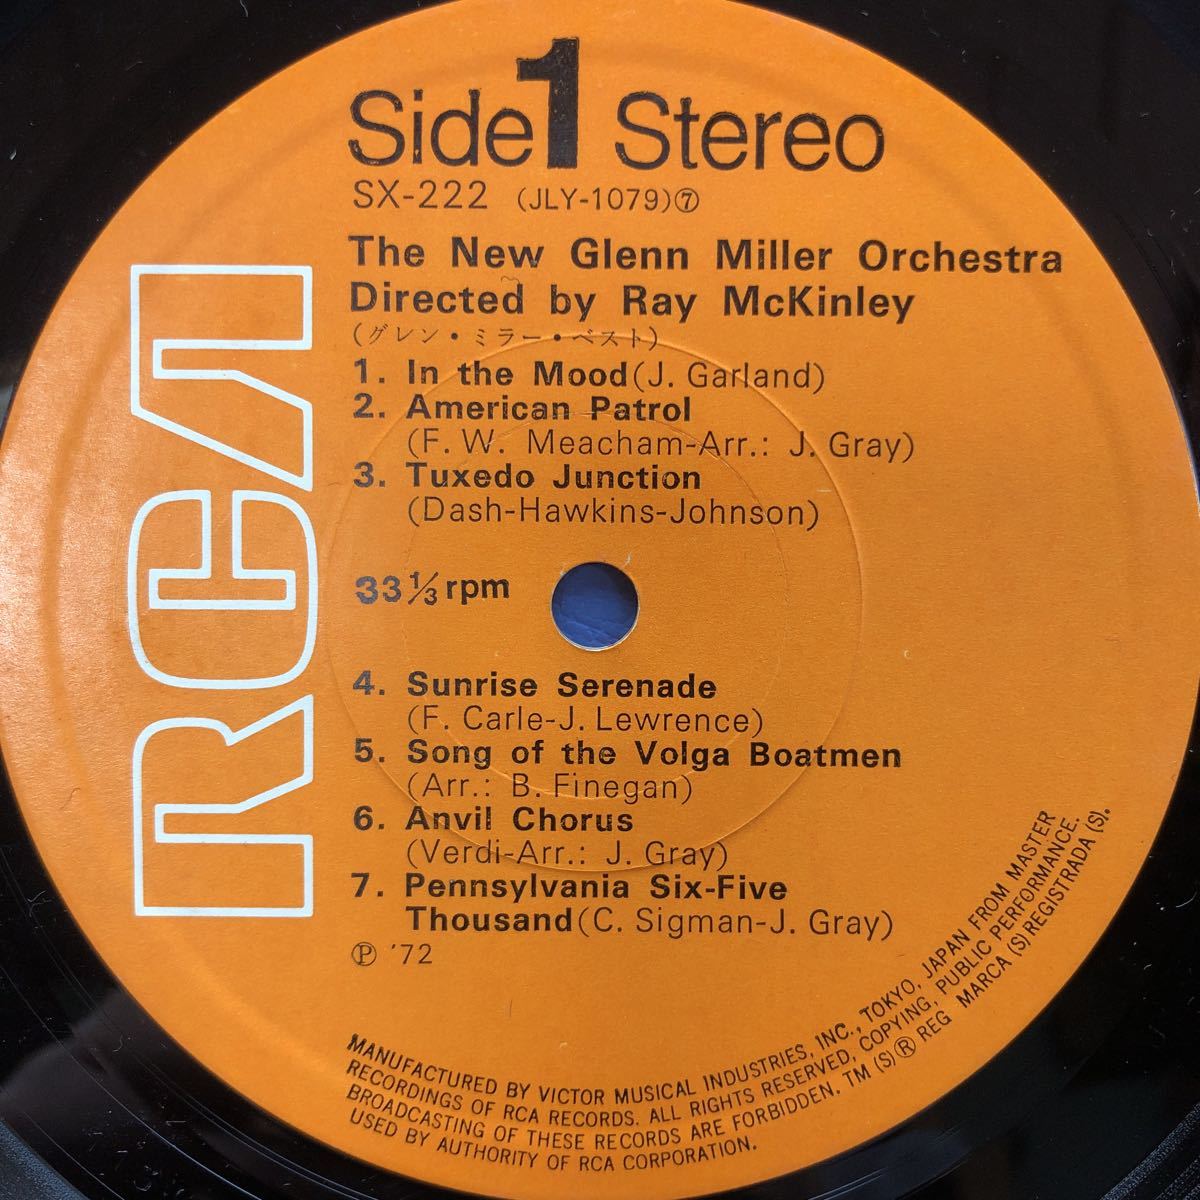 Side 1 Stereo
SX-222 (JLY-1079)⑦
The New Glenn Miller Orchestra
Directed by Ray McKinley
(グレン・ミラー・ベスト)
1. In the Mood(J. Garland)
2. American Patrol
(F. W. Meacham-Arr.: J. Gray)
3. Tuxedo Junction
(Dash-Hawkins-Johnson)
33 1/3 rpm
4. Sunrise Serenade
(F. Carle-J. Lewrence)
5. Song of the Volga Boatmen
(Arr.: B. Finegan)
6. Anvil Chorus
(Verdi-Arr.: J. Gray)
7. Pennsylvania Six-Five
Thousand(C. Sigman-J. Gray)
Ⓟ '72
RCA
MANUFACTURED BY VICTOR MUSICAL INDUSTRIES, INC., TOKYO, JAPAN FROM MASTER
RECORDINGS OF RCA RECORDS. ALL RIGHTS RESERVED, COPYING, PUBLIC PERFORMANCE.
BROADCASTING OF THESE RECORDS ARE FORBIDDEN. TM (S) ® REG MARCA (S) REGISTRADA (S).
USED BY AUTHORITY OF RCA CORPORATION.